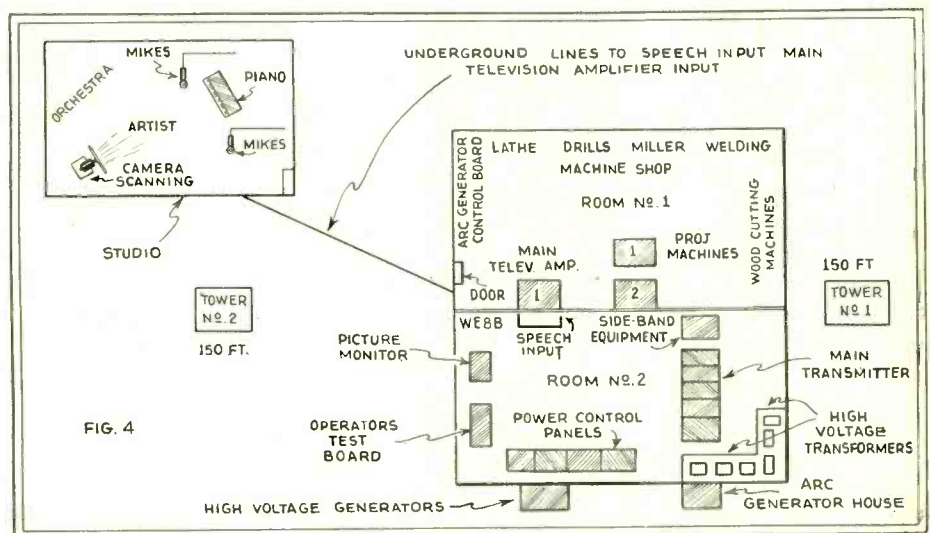 MIKES
ORCHESTRA
PIANO
ARTIST
MIKES
CAMERA
SCANNING
STUDIO
UNDERGROUND LINES TO SPEECH INPUT MAIN
TELEVISION AMPLIFIER INPUT
ARC GENERATOR
CONTROL BOARD
LATHE DRILLS MILLER WELDING
MACHINE SHOP
ROOM Nº.1
WOOD CUTTING
MACHINES
MAIN
TELEV. AMP.
1
PROJ
MACHINES
DOOR
1
2
TOWER
Nº.2
150 FT.
150 FT
TOWER
Nº1
WE8B
SPEECH
INPUT
SIDE-BAND
EQUIPMENT
PICTURE
MONITOR
ROOM Nº.2
MAIN
TRANSMITTER
FIG. 4
OPERATORS
TEST
BOARD
POWER CONTROL
PANELS
HIGH
VOLTAGE
TRANSFORMERS
HIGH VOLTAGE GENERATORS
ARC
GENERATOR HOUSE